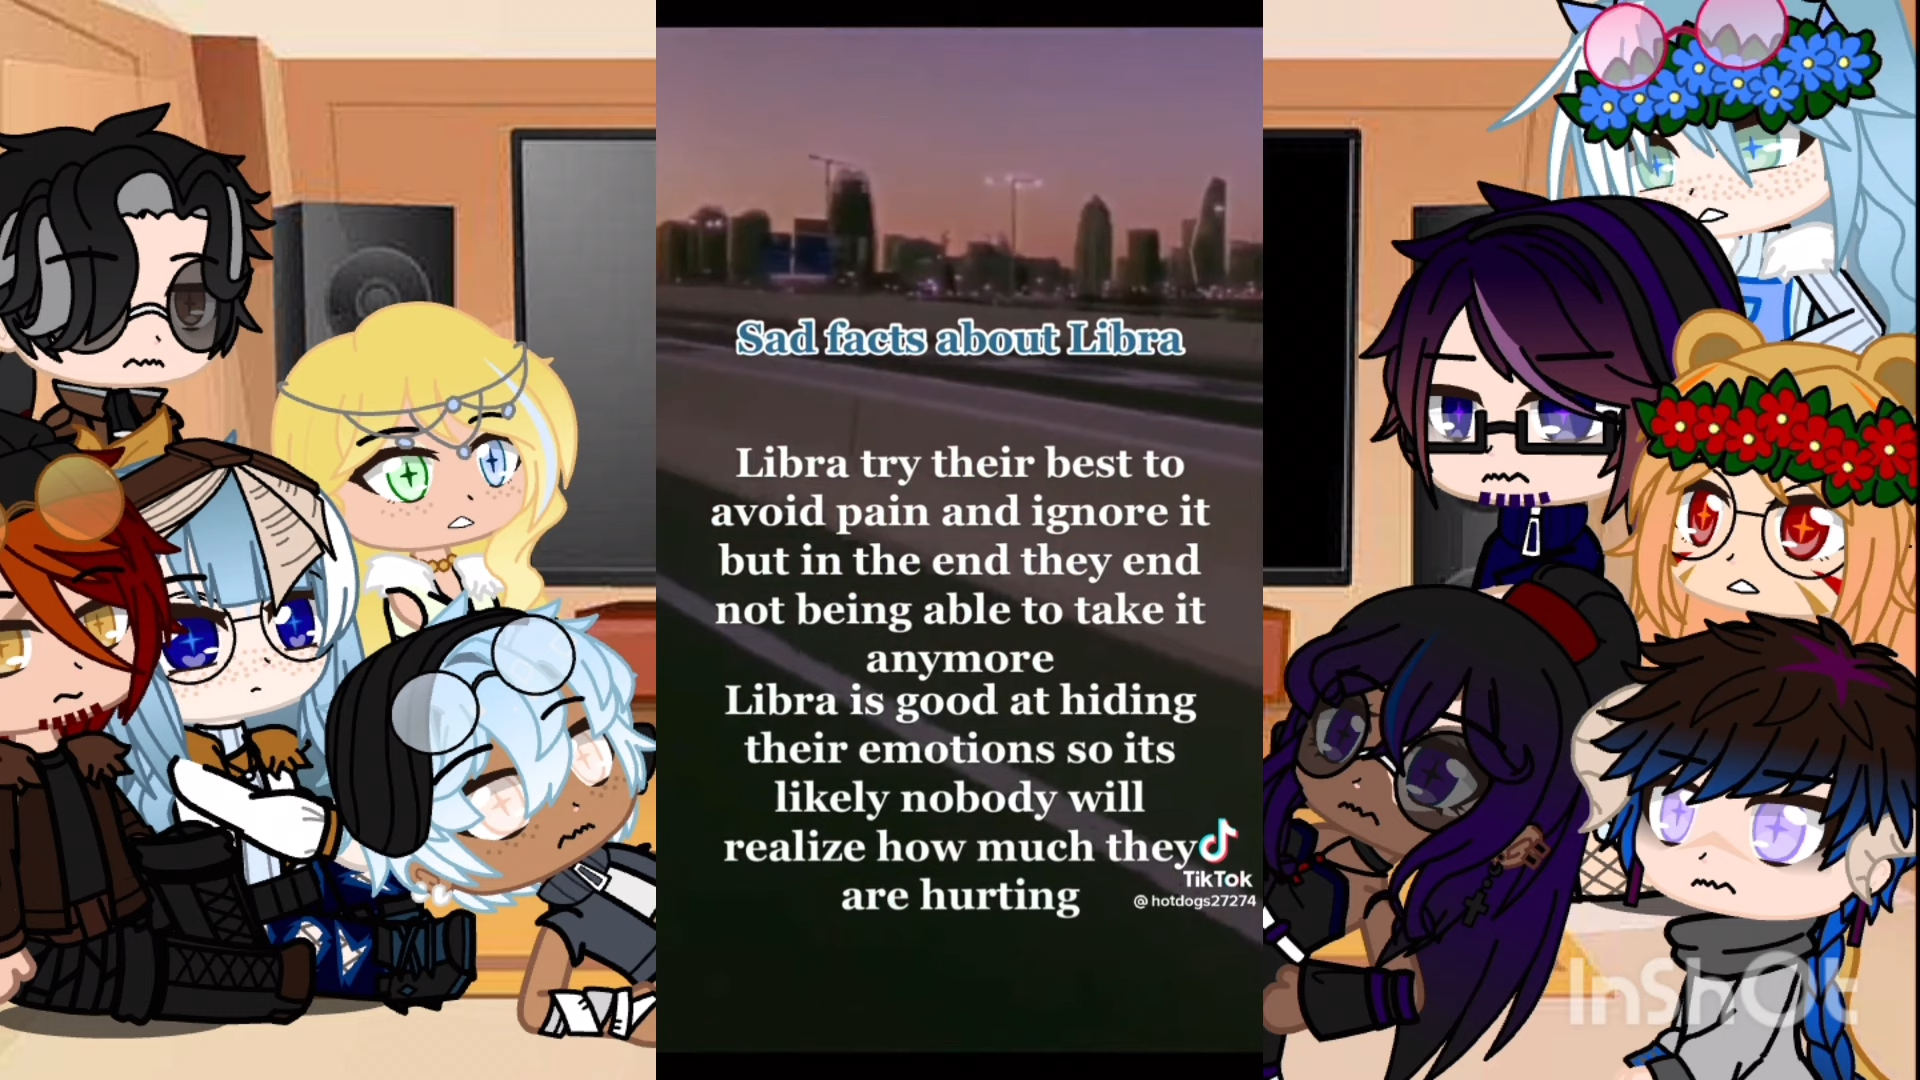 Sad facts about Libra
Libra try their best to
avoid pain and ignore it
but in the end they end
not being able to take it
anymore
Libra is good at hiding
their emotions so its
likely nobody will
realize how much they
are hurting
TikTok
@hotdogs27274
InShOt